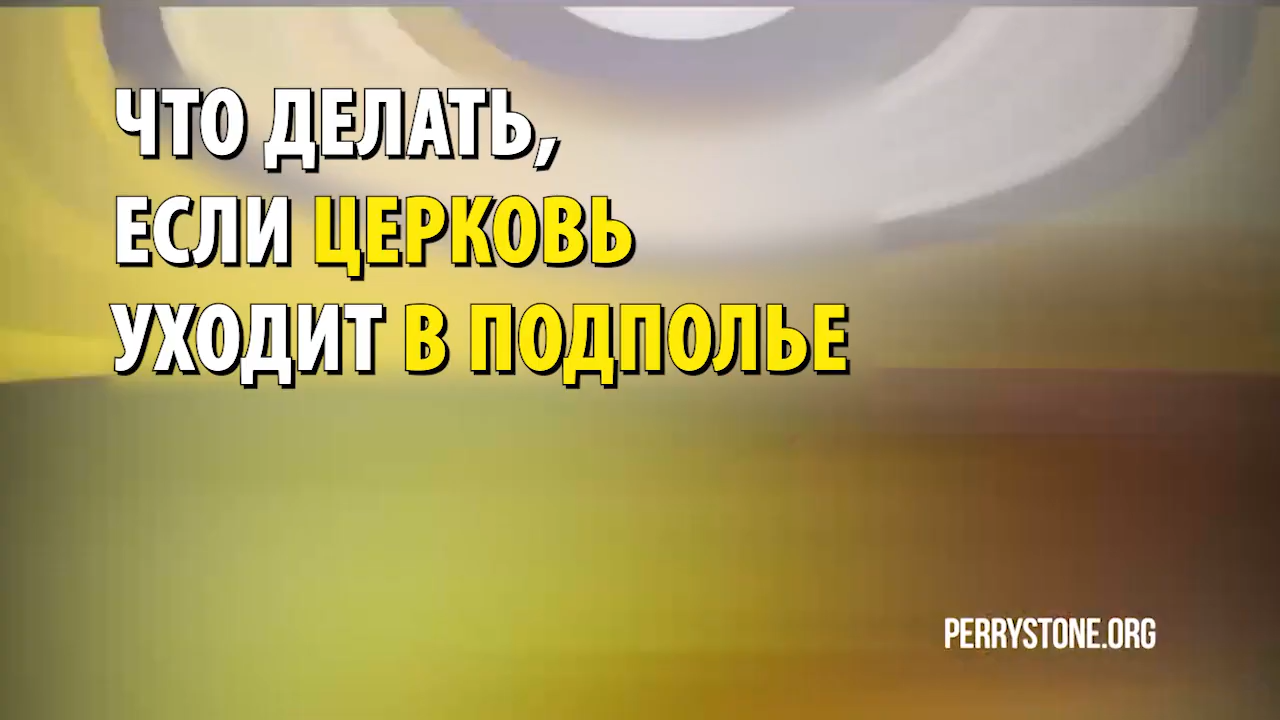 ЧТО ДЕЛАТЬ,
ЕСЛИ ЦЕРКОВЬ
УХОДИТ В ПОДПОЛЬЕ
PERRYSTONE.ORG